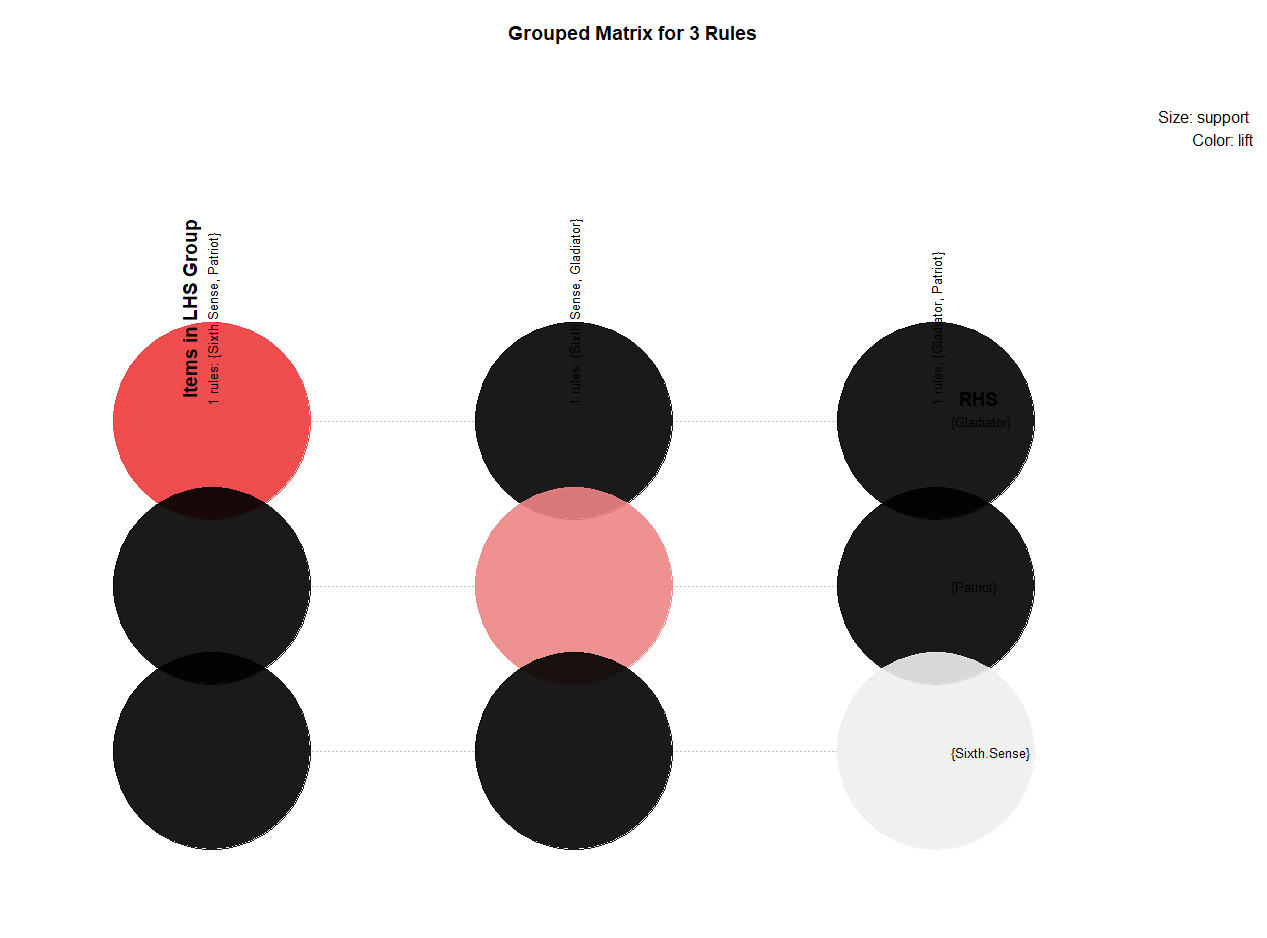 Grouped Matrix for 3 Rules
Size: support
Color: lift
Items in LHS Group
1 rules: {Sixth.Sense, Patriot}
1 rules: {Sixth.Sense, Gladiator}
1 rules: {Gladiator, Patriot}
RHS
{Gladiator}
{Patriot}
{Sixth.Sense}